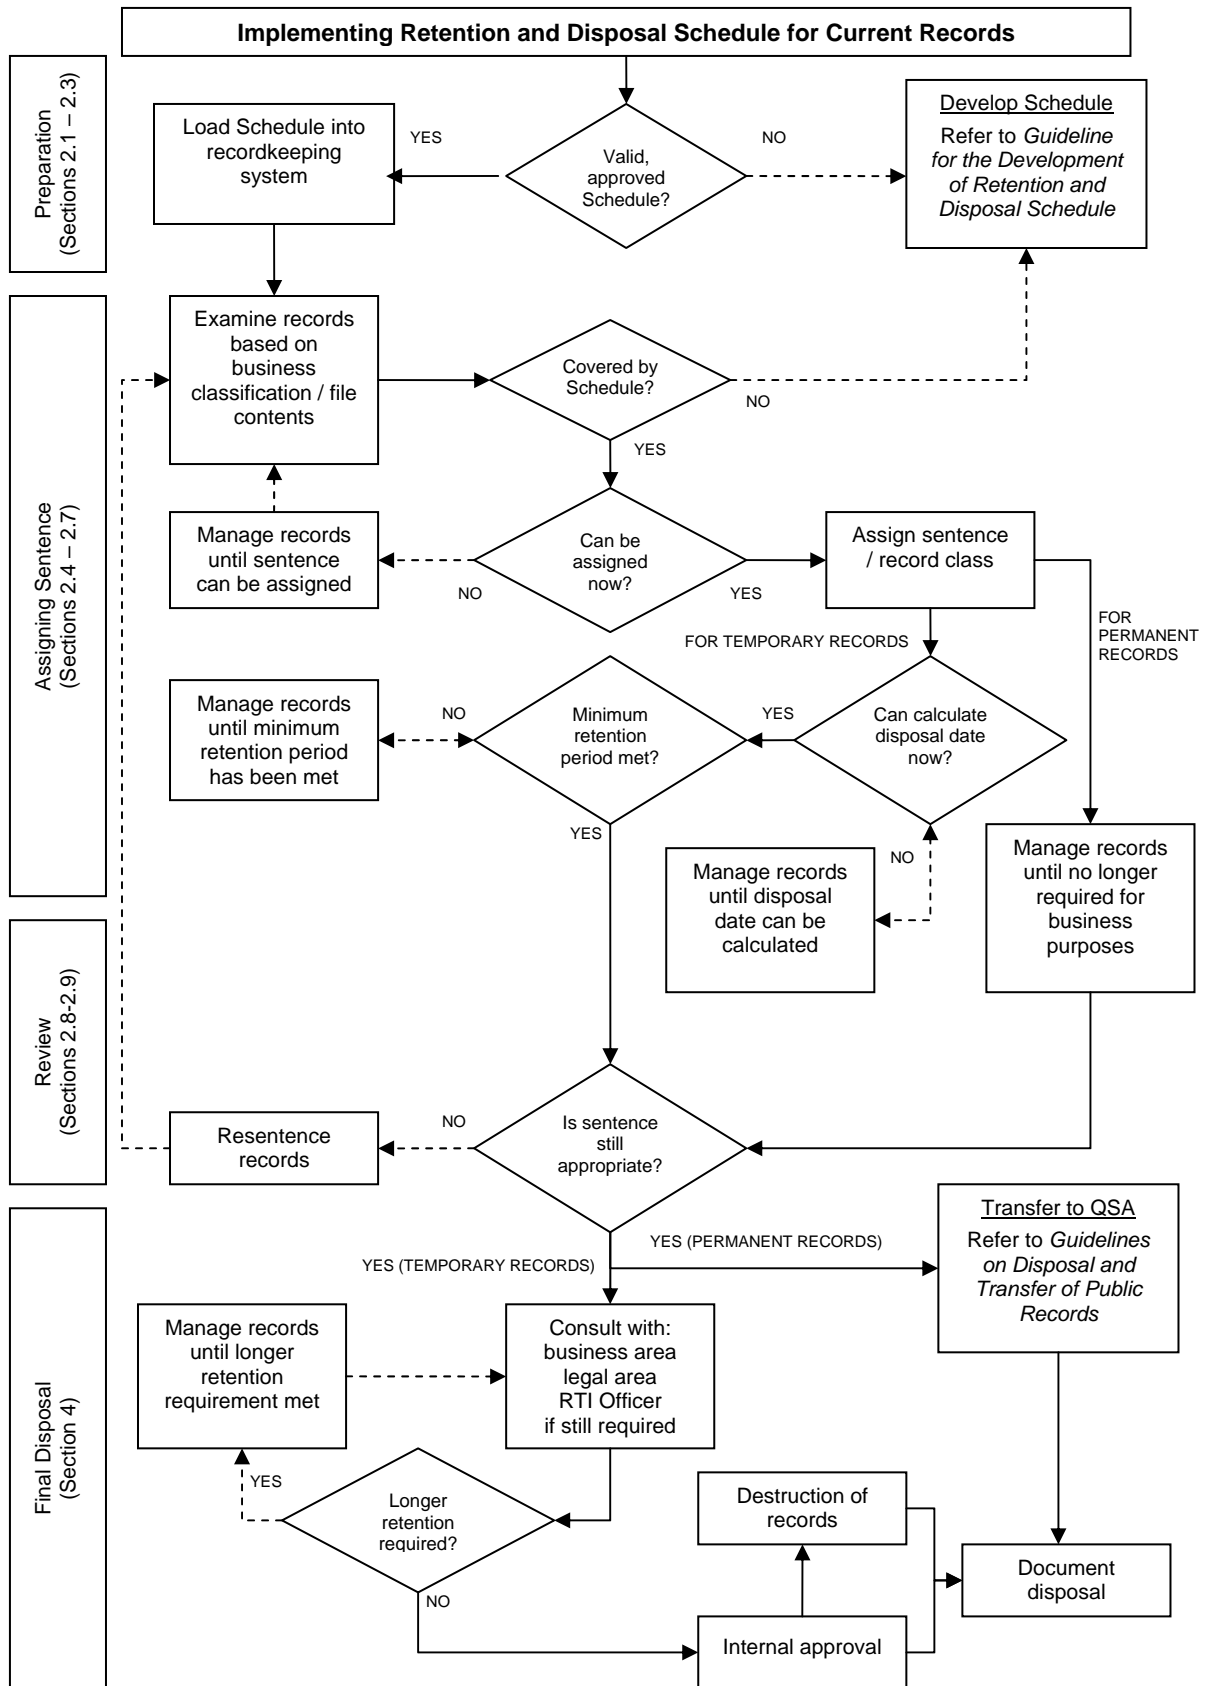 Implementing Retention and Disposal Schedule for Current Records
Preparation
(Sections 2.1 – 2.3)
Load Schedule into
recordkeeping
system
YES
Valid,
approved
Schedule?
NO
Develop Schedule
Refer to Guideline
for the Development
of Retention and
Disposal Schedule
Assigning Sentence
(Sections 2.4 – 2.7)
Examine records
based on
business
classification / file
contents
Covered by
Schedule?
NO
YES
Manage records
until sentence
can be assigned
NO
Can be
assigned
now?
YES
Assign sentence
/ record class
FOR TEMPORARY RECORDS
FOR
PERMANENT
RECORDS
Manage records
until minimum
retention period
has been met
NO
Minimum
retention
period met?
YES
Can calculate
disposal date
now?
YES
NO
Manage records
until disposal
date can be
calculated
Manage records
until no longer
required for
business
purposes
Review
(Sections 2.8-2.9)
Resentence
records
NO
Is sentence
still
appropriate?
YES (PERMANENT RECORDS)
YES (TEMPORARY RECORDS)
Transfer to QSA
Refer to Guidelines
on Disposal and
Transfer of Public
Records
Final Disposal
(Section 4)
Manage records
until longer
retention
requirement met
Consult with:
business area
legal area
RTI Officer
if still required
YES
Longer
retention
required?
NO
Destruction of
records
Internal approval
Document
disposal